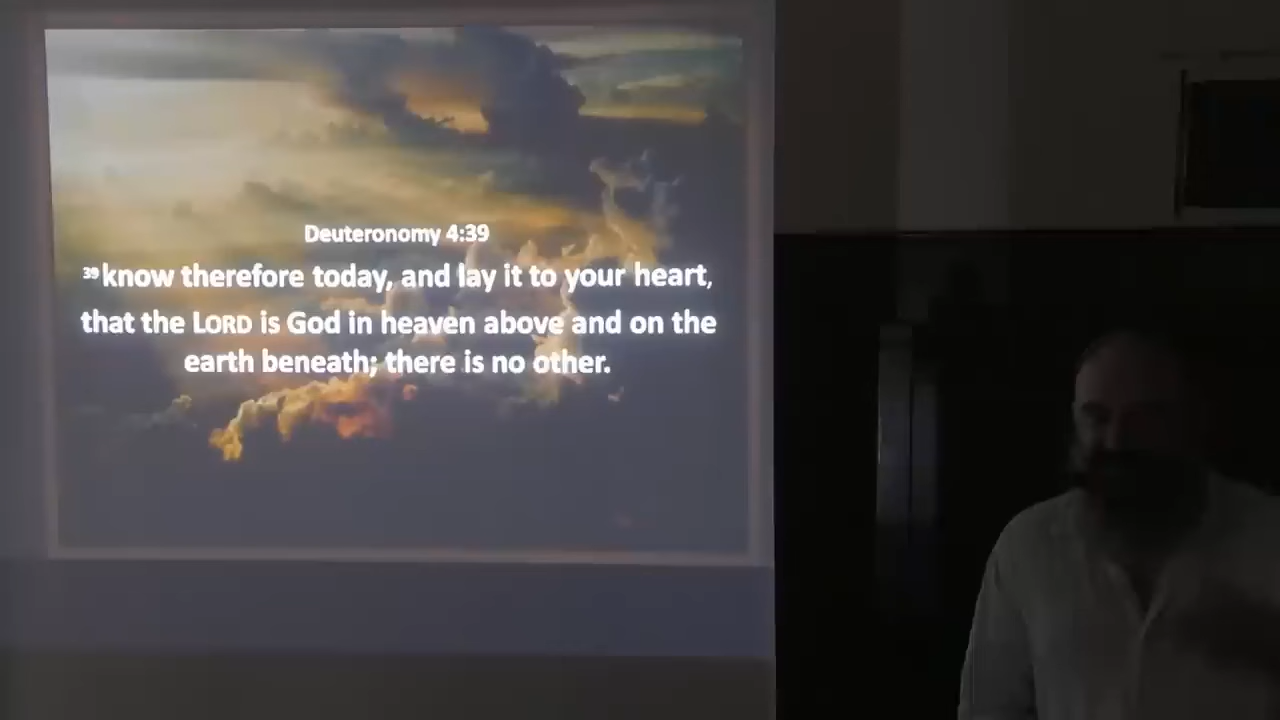 Deuteronomy 4:39
39 know therefore today, and lay it to your heart,
that the LORD is God in heaven above and on the
earth beneath; there is no other.